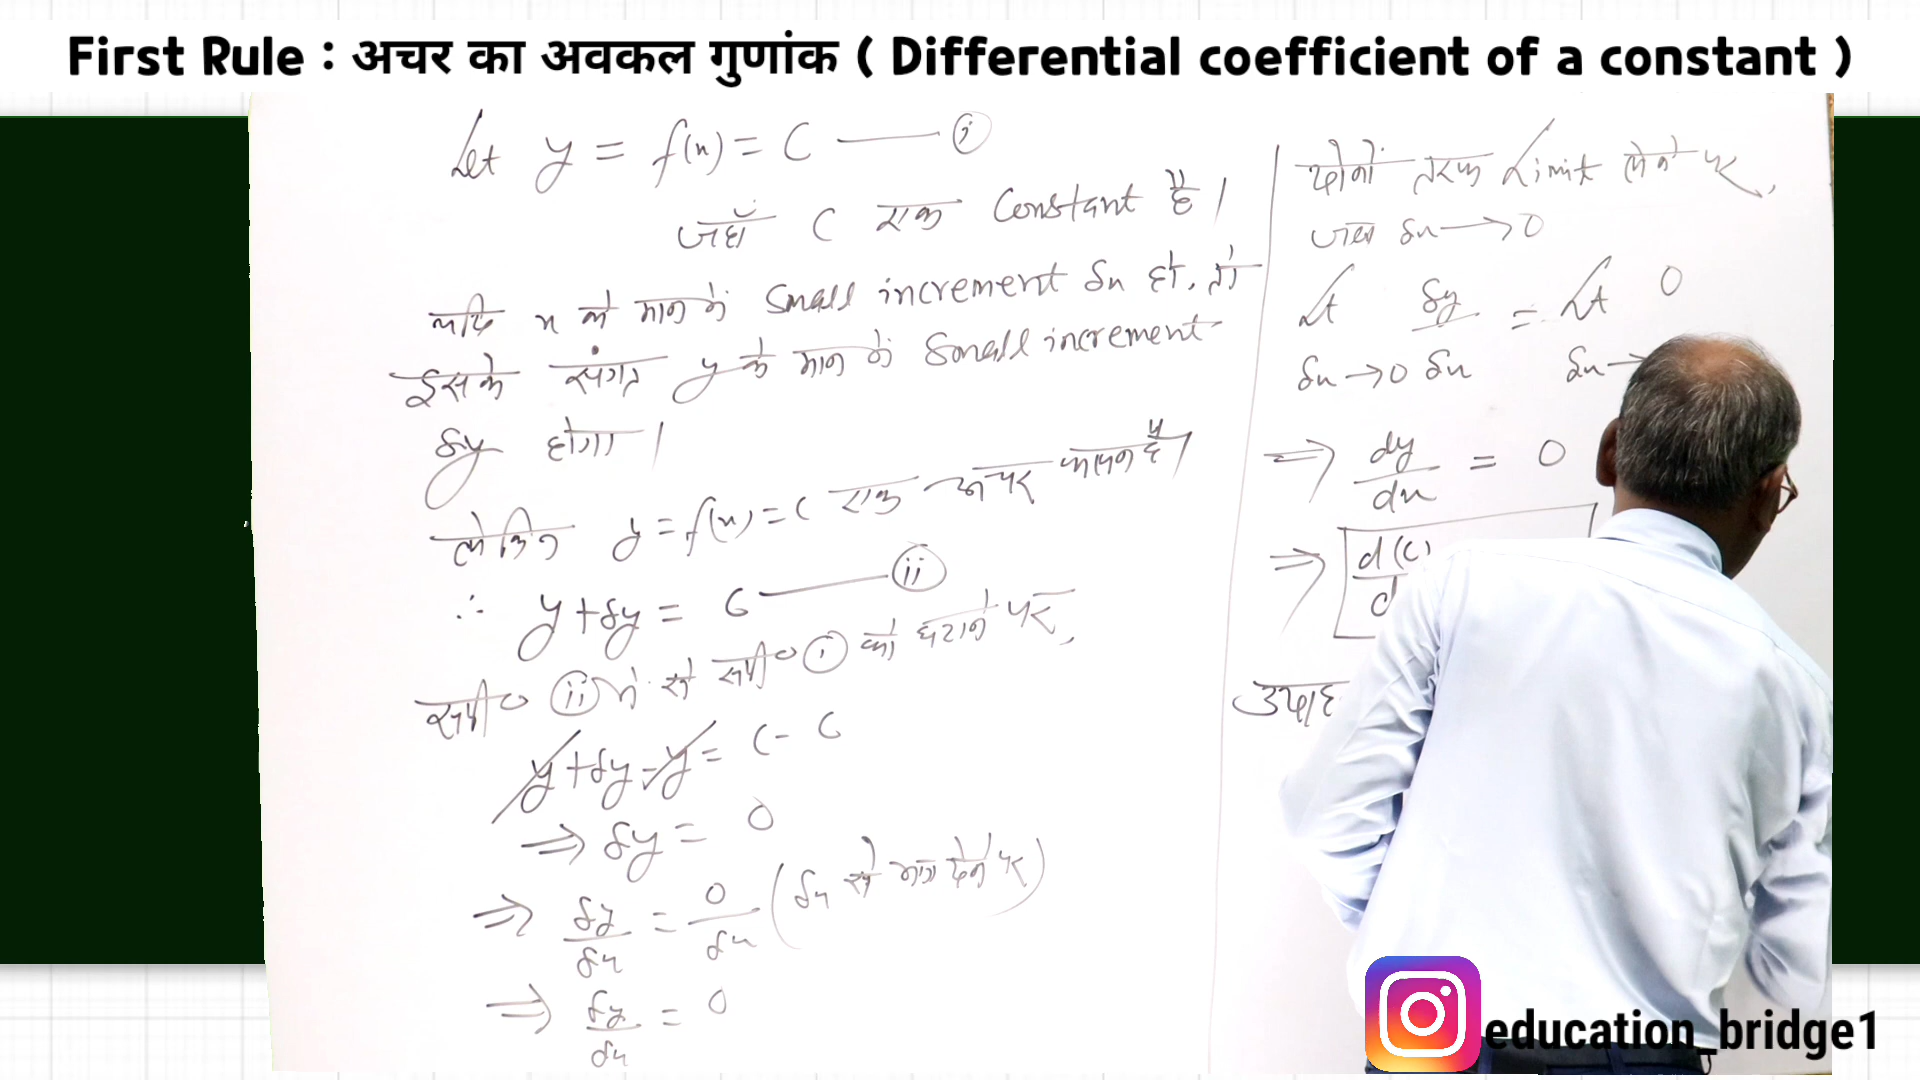 First Rule : अचर का अवकल गुणांक ( Differential coefficient of a constant )
Let y = f(x) = C —— (i)
जहाँ C एक Constant है।
यदि x के मान में Small increment δx हो, तो
इसके संगत y के मान में Small increment
δy होगा।
लेकिन y = f(x) = C एक अचर फलन है।
∴ y + δy = C —— (ii)
समी० (ii) में से समी० (i) को घटाने पर,
y + δy - y = C - C
⇒ δy = 0
⇒ δy/δx = 0/δx (δx से भाग देने पर)
⇒ δy/δx = 0
दोनों तरफ Limit लेने पर,
जब δx → 0
Lt δy/δx = Lt 0
δx → 0 δx →
⇒ dy/dx = 0
⇒ d(C)
d
उदाह
education_bridge1